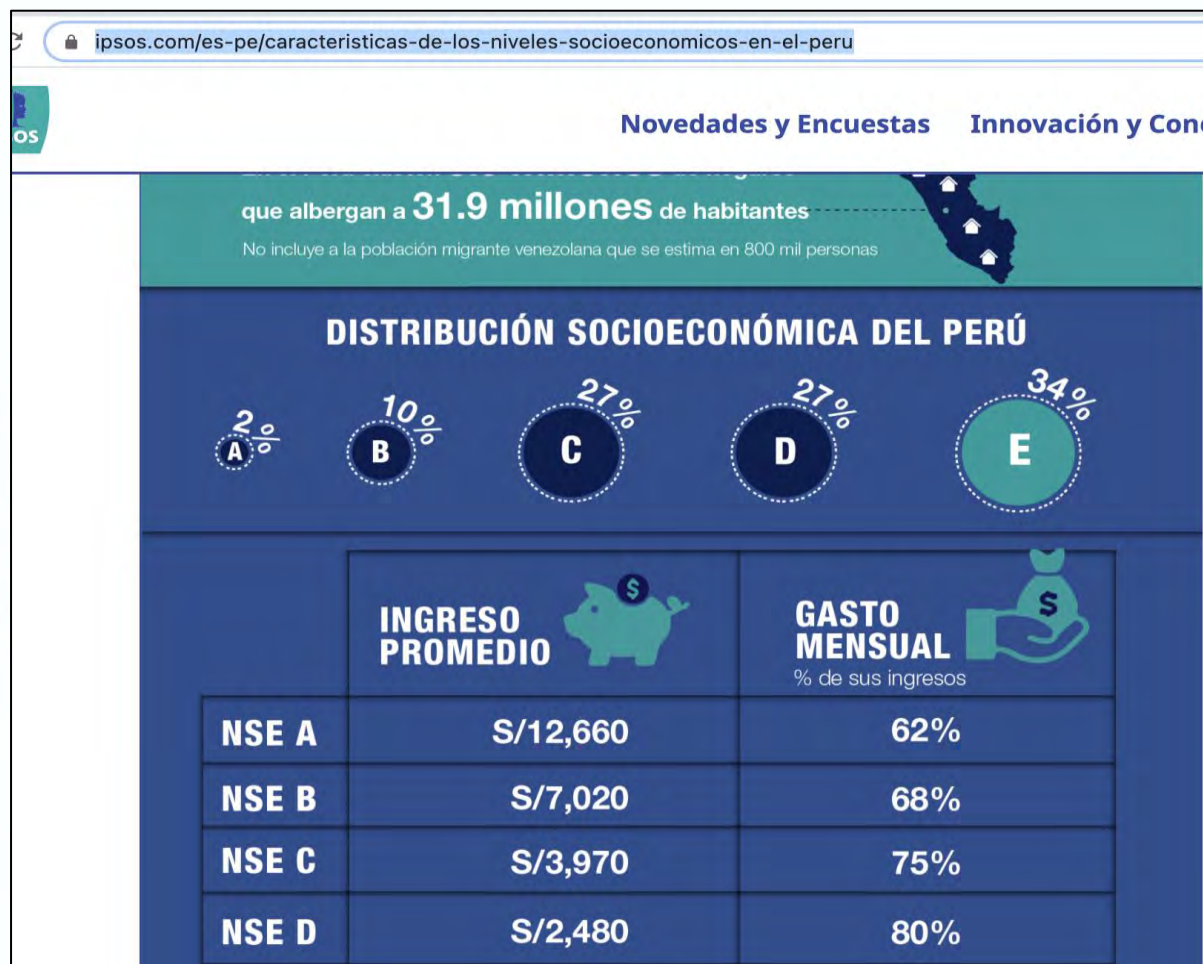 ipsos.com/es-pe/caracteristicas-de-los-niveles-socioeconomicos-en-el-peru
OS
Novedades y Encuestas Innovación y Con
que albergan a 31.9 millones de habitantes
No incluye a la población migrante venezolana que se estima en 800 mil personas
DISTRIBUCIÓN SOCIOECONÓMICA DEL PERÚ
2% 10% 27% 27% 34%
A B C D E
INGRESO
PROMEDIO
$
GASTO
MENSUAL
% de sus ingresos
$
NSE A S/12,660 62%
NSE B S/7,020 68%
NSE C S/3,970 75%
NSE D S/2,480 80%